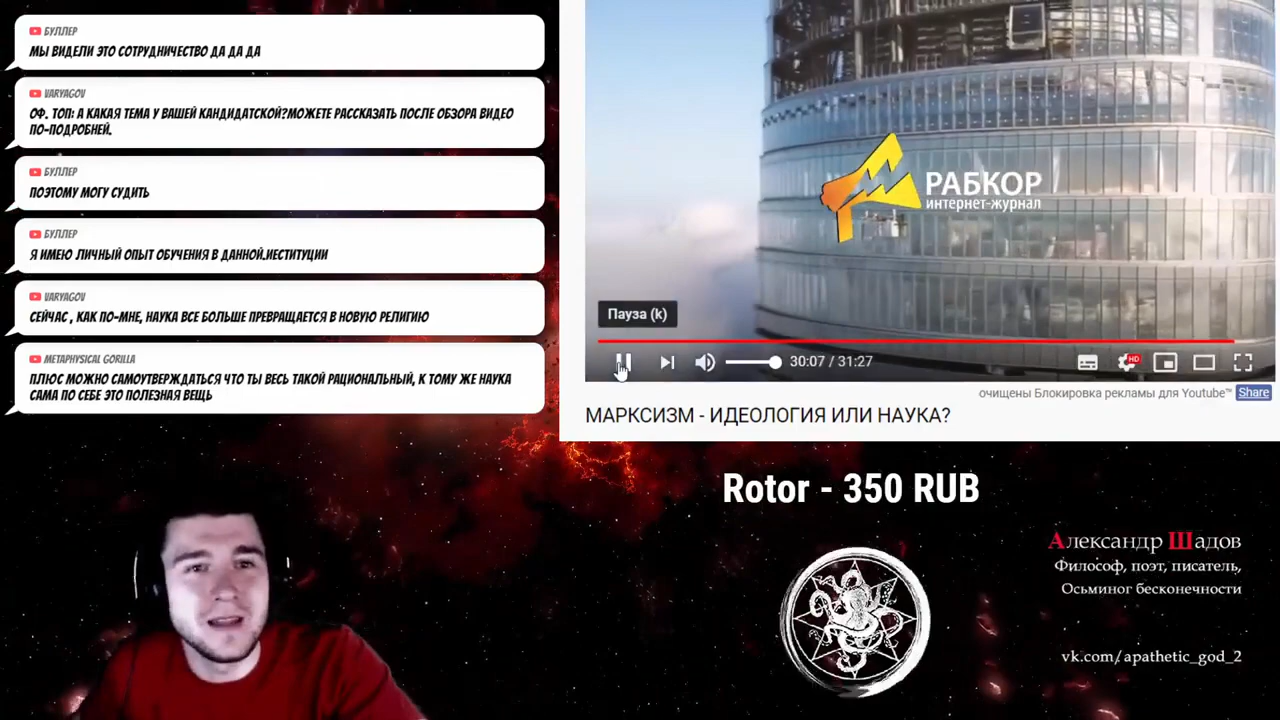 БУЛЛЕР
МЫ ВИДЕЛИ ЭТО СОТРУДНИЧЕСТВО ДА ДА ДА
VARYAGOV
ОФ. ТОП: А КАКАЯ ТЕМА У ВАШЕЙ КАНДИДАТСКОЙ?МОЖЕТЕ РАССКАЗАТЬ ПОСЛЕ ОБЗОРА ВИДЕО
ПО-ПОДРОБНЕЙ.
БУЛЛЕР
ПОЭТОМУ МОГУ СУДИТЬ
БУЛЛЕР
Я ИМЕЮ ЛИЧНЫЙ ОПЫТ ОБУЧЕНИЯ В ДАННОЙ.ИЕСТИТУЦИИ
VARYAGOV
СЕЙЧАС , КАК ПО-МНЕ, НАУКА ВСЕ БОЛЬШЕ ПРЕВРАЩАЕТСЯ В НОВУЮ РЕЛИГИЮ
METAPHYSICAL GORILLA
ПЛЮС МОЖНО САМОУТВЕРЖДАТЬСЯ ЧТО ТЫ ВЕСЬ ТАКОЙ РАЦИОНАЛЬНЫЙ, К ТОМУ ЖЕ НАУКА
САМА ПО СЕБЕ ЭТО ПОЛЕЗНАЯ ВЕЩЬ
РАБКОР
интернет-журнал
Пауза (k)
30:07 / 31:27
HD
очищены Блокировка рекламы для Youtube™ Share
МАРКСИЗМ - ИДЕОЛОГИЯ ИЛИ НАУКА?
Rotor - 350 RUB
Александр Шадов
Философ, поэт, писатель,
Осьминог бесконечности
vk.com/apathetic_god_2